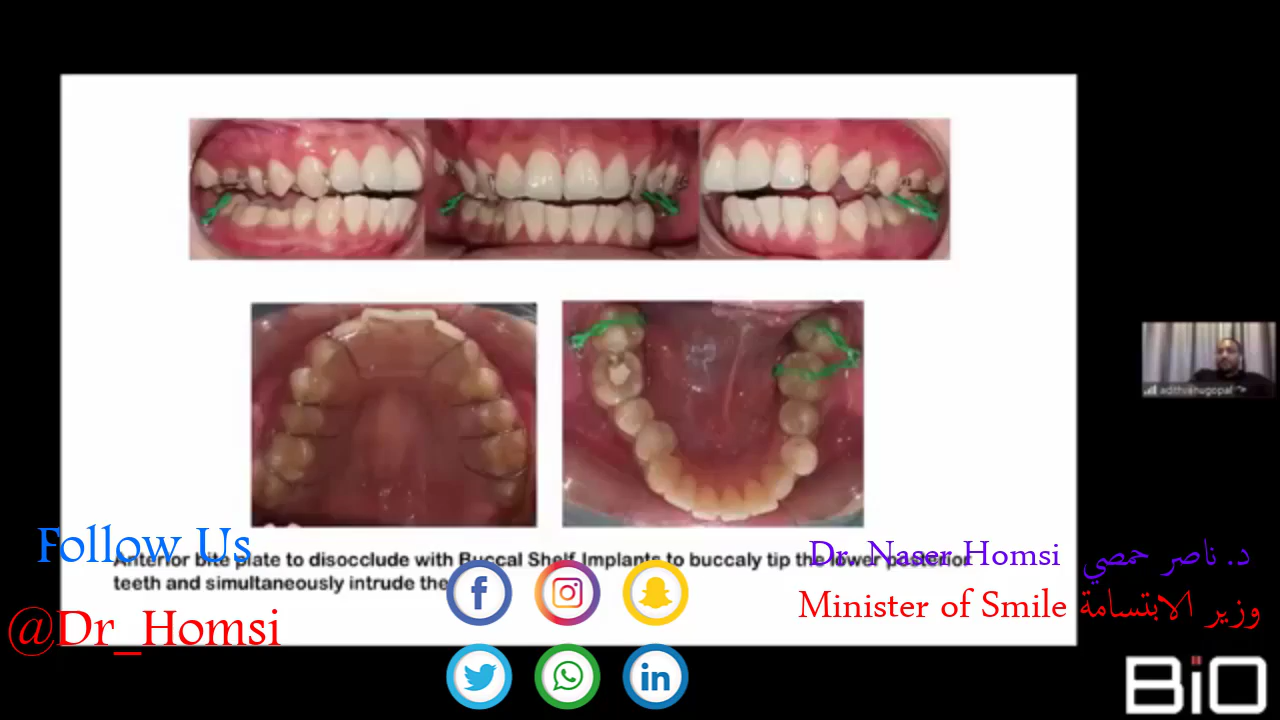 Anterior bite plate to disocclude with Buccal Shelf Implants to buccaly tip the lower posterior
teeth and simultaneously intrude the
Follow Us
@Dr_Homsi
Dr. Naser Homsi د. ناصر حمصي
Minister of Smile وزير الابتسامة
in
BiO